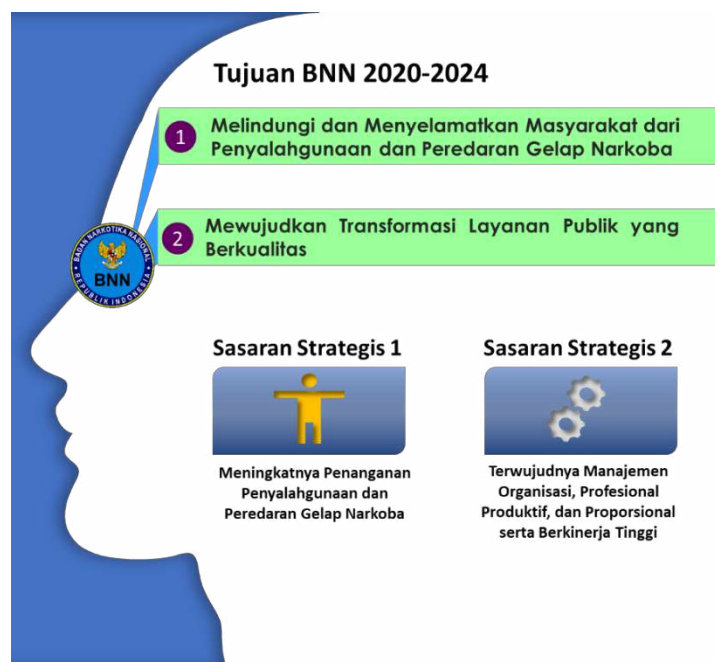 Tujuan BNN 2020-2024
1
Melindungi dan Menyelamatkan Masyarakat dari
Penyalahgunaan dan Peredaran Gelap Narkoba
2
Mewujudkan Transformasi Layanan Publik yang
Berkualitas
BADAN NARKOTIKA NASIONAL
BNN
REPUBLIK INDONESIA
Sasaran Strategis 1
Meningkatnya Penanganan
Penyalahgunaan dan
Peredaran Gelap Narkoba
Sasaran Strategis 2
Terwujudnya Manajemen
Organisasi, Profesional
Produktif, dan Proporsional
serta Berkinerja Tinggi